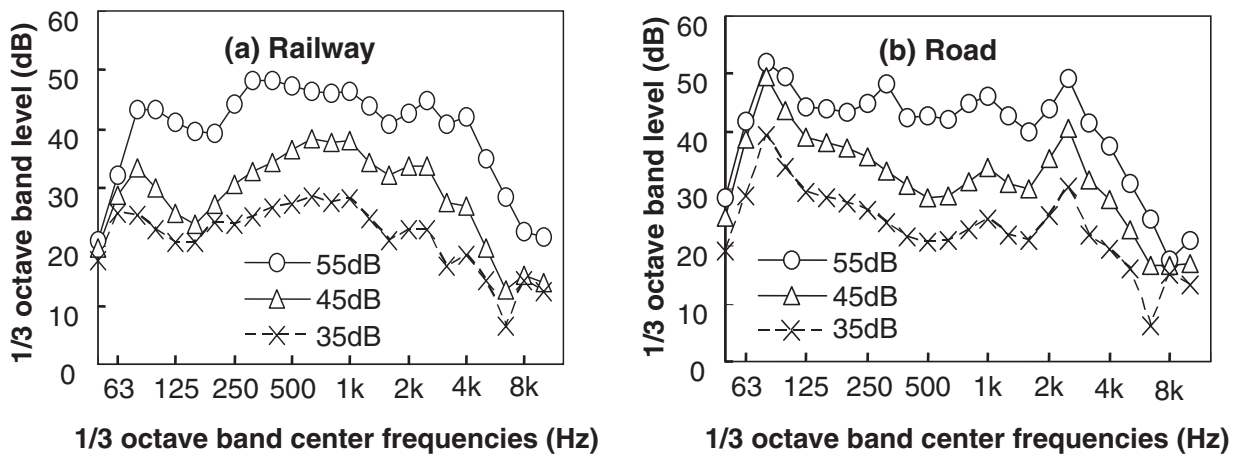 (a) Railway
1/3 octave band level (dB)
60
50
40
30
20
10
0
55dB
45dB
35dB
63 125 250 500 1k 2k 4k 8k
1/3 octave band center frequencies (Hz)
(b) Road
1/3 octave band level (dB)
60
50
40
30
20
10
0
55dB
45dB
35dB
63 125 250 500 1k 2k 4k 8k
1/3 octave band center frequencies (Hz)